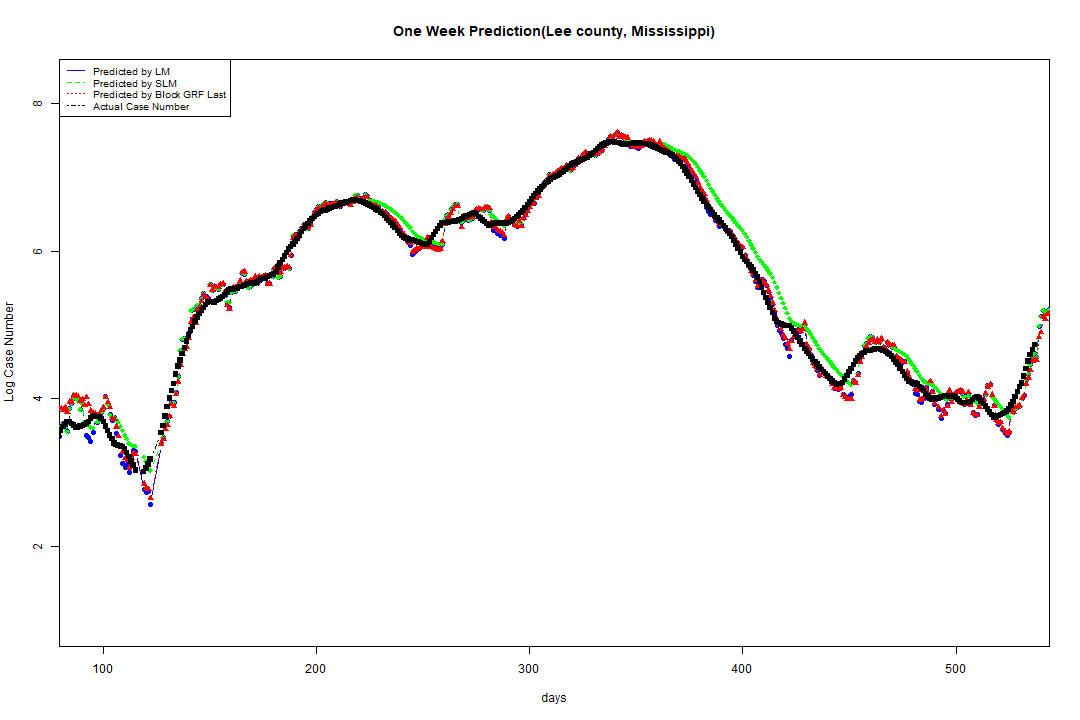 One Week Prediction(Lee county, Mississippi)
Predicted by LM
Predicted by SLM
Predicted by Block GRF Last
Actual Case Number
8
6
4
2
Log Case Number
100 200 300 400 500
days